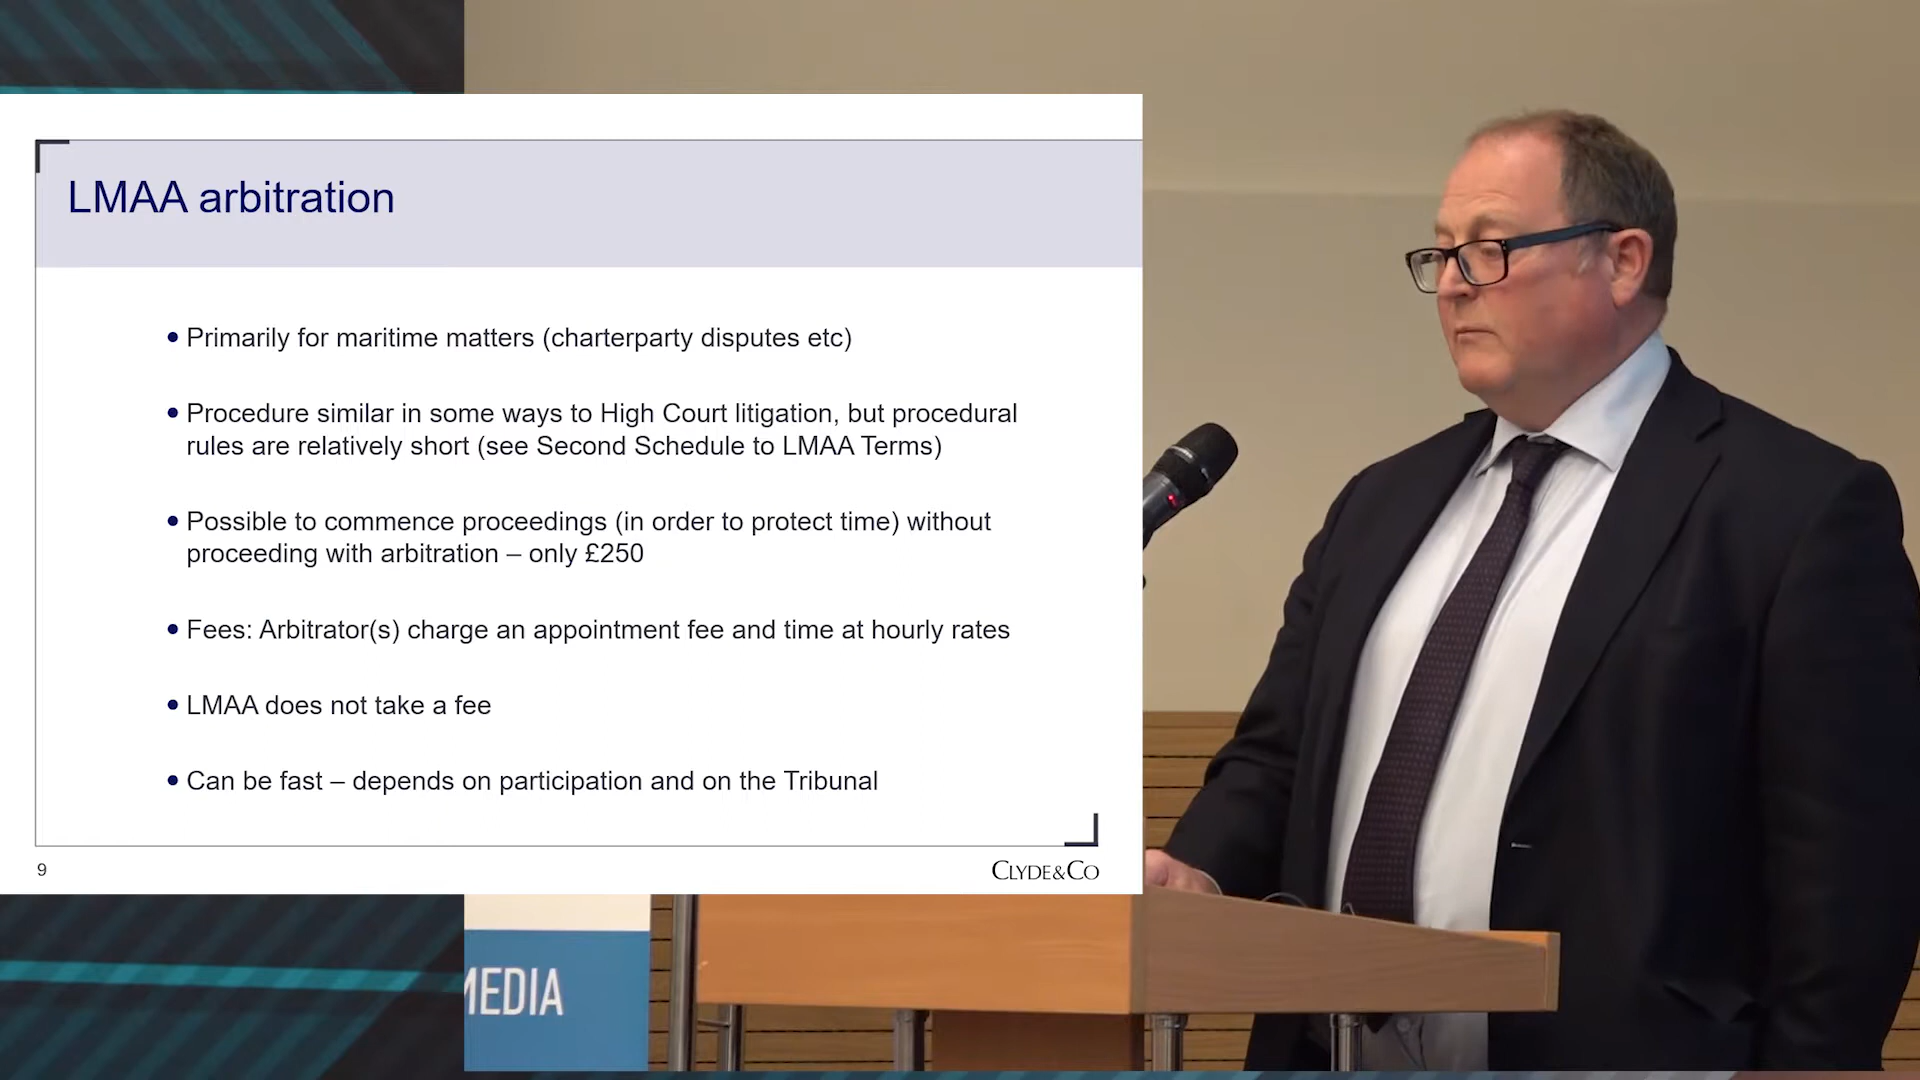 LMAA arbitration
• Primarily for maritime matters (charterparty disputes etc)
• Procedure similar in some ways to High Court litigation, but procedural
rules are relatively short (see Second Schedule to LMAA Terms)
• Possible to commence proceedings (in order to protect time) without
proceeding with arbitration – only £250
• Fees: Arbitrator(s) charge an appointment fee and time at hourly rates
• LMAA does not take a fee
• Can be fast – depends on participation and on the Tribunal
9
CLYDE&CO
MEDIA